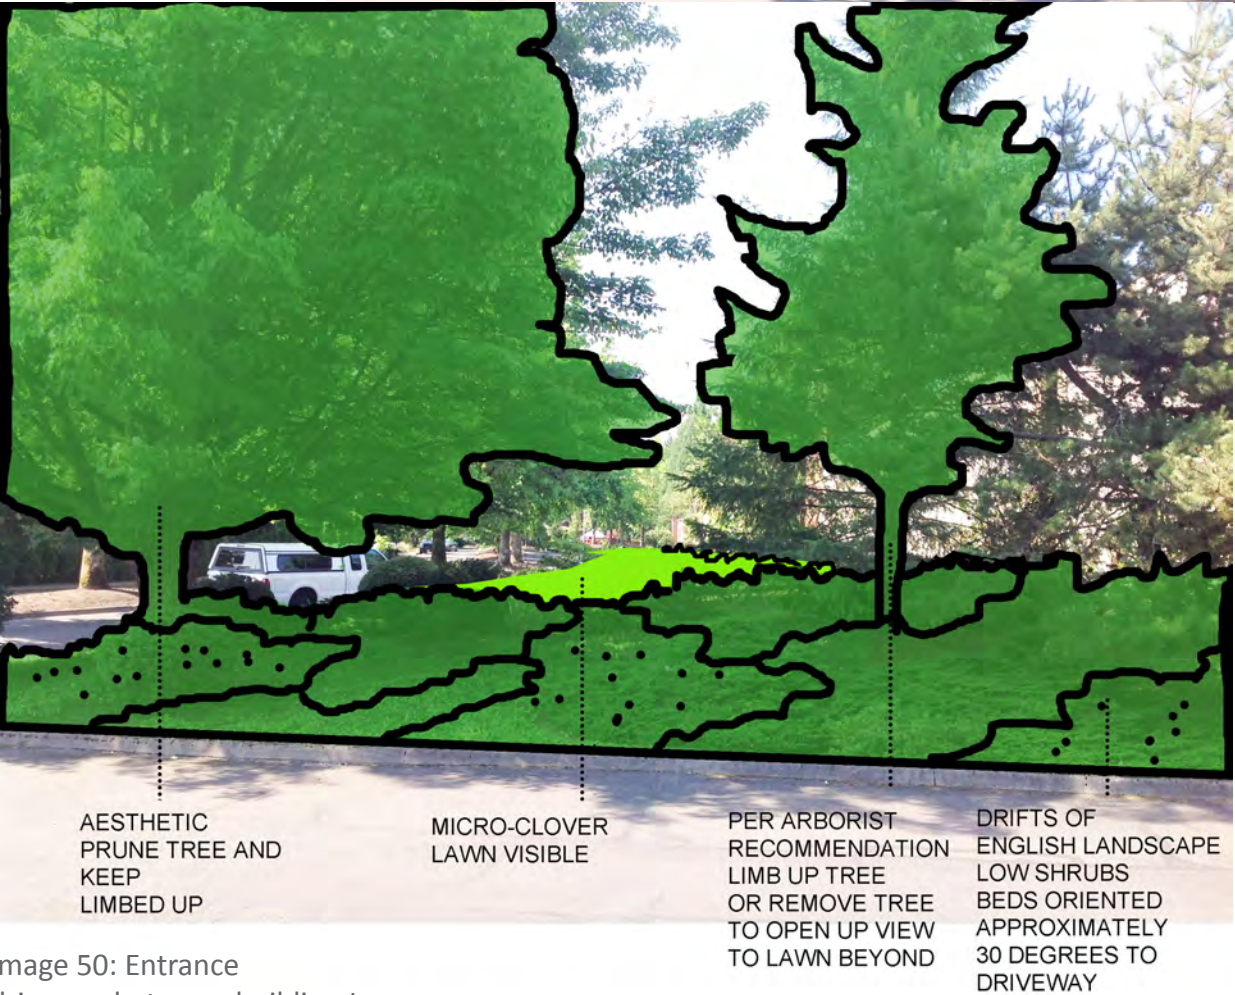 AESTHETIC
PRUNE TREE AND
KEEP
LIMBED UP
MICRO-CLOVER
LAWN VISIBLE
PER ARBORIST
RECOMMENDATION
LIMB UP TREE
OR REMOVE TREE
TO OPEN UP VIEW
TO LAWN BEYOND
DRIFTS OF
ENGLISH LANDSCAPE
LOW SHRUBS
BEDS ORIENTED
APPROXIMATELY
30 DEGREES TO
DRIVEWAY
mage 50: Entrance